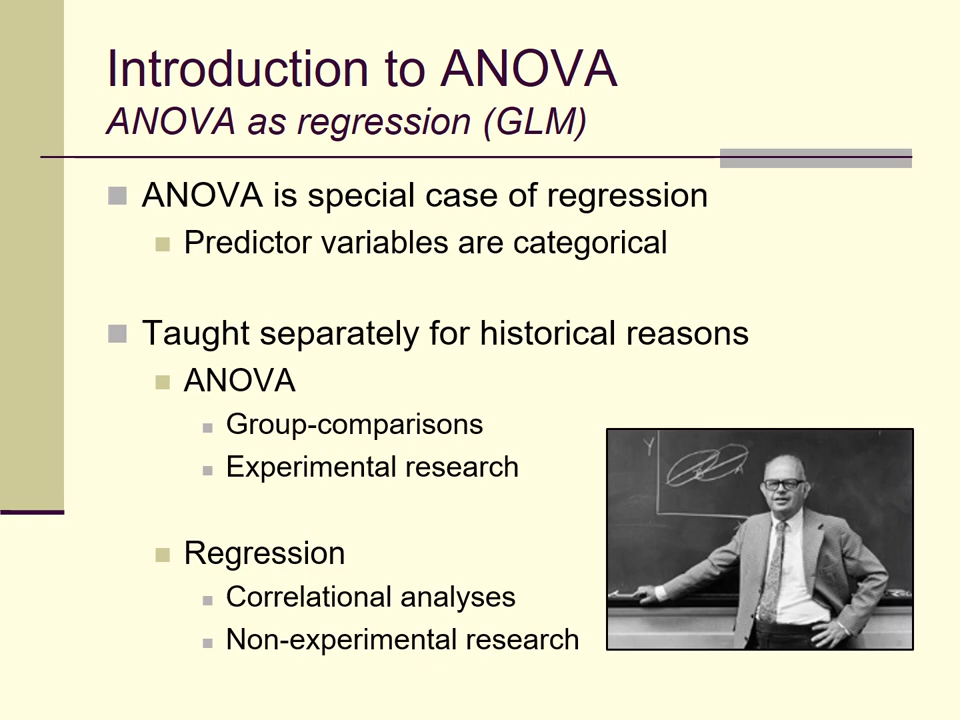 Introduction to ANOVA
ANOVA as regression (GLM)
ANOVA is special case of regression
Predictor variables are categorical
Taught separately for historical reasons
ANOVA
Group-comparisons
Experimental research
Y
Regression
Correlational analyses
Non-experimental research